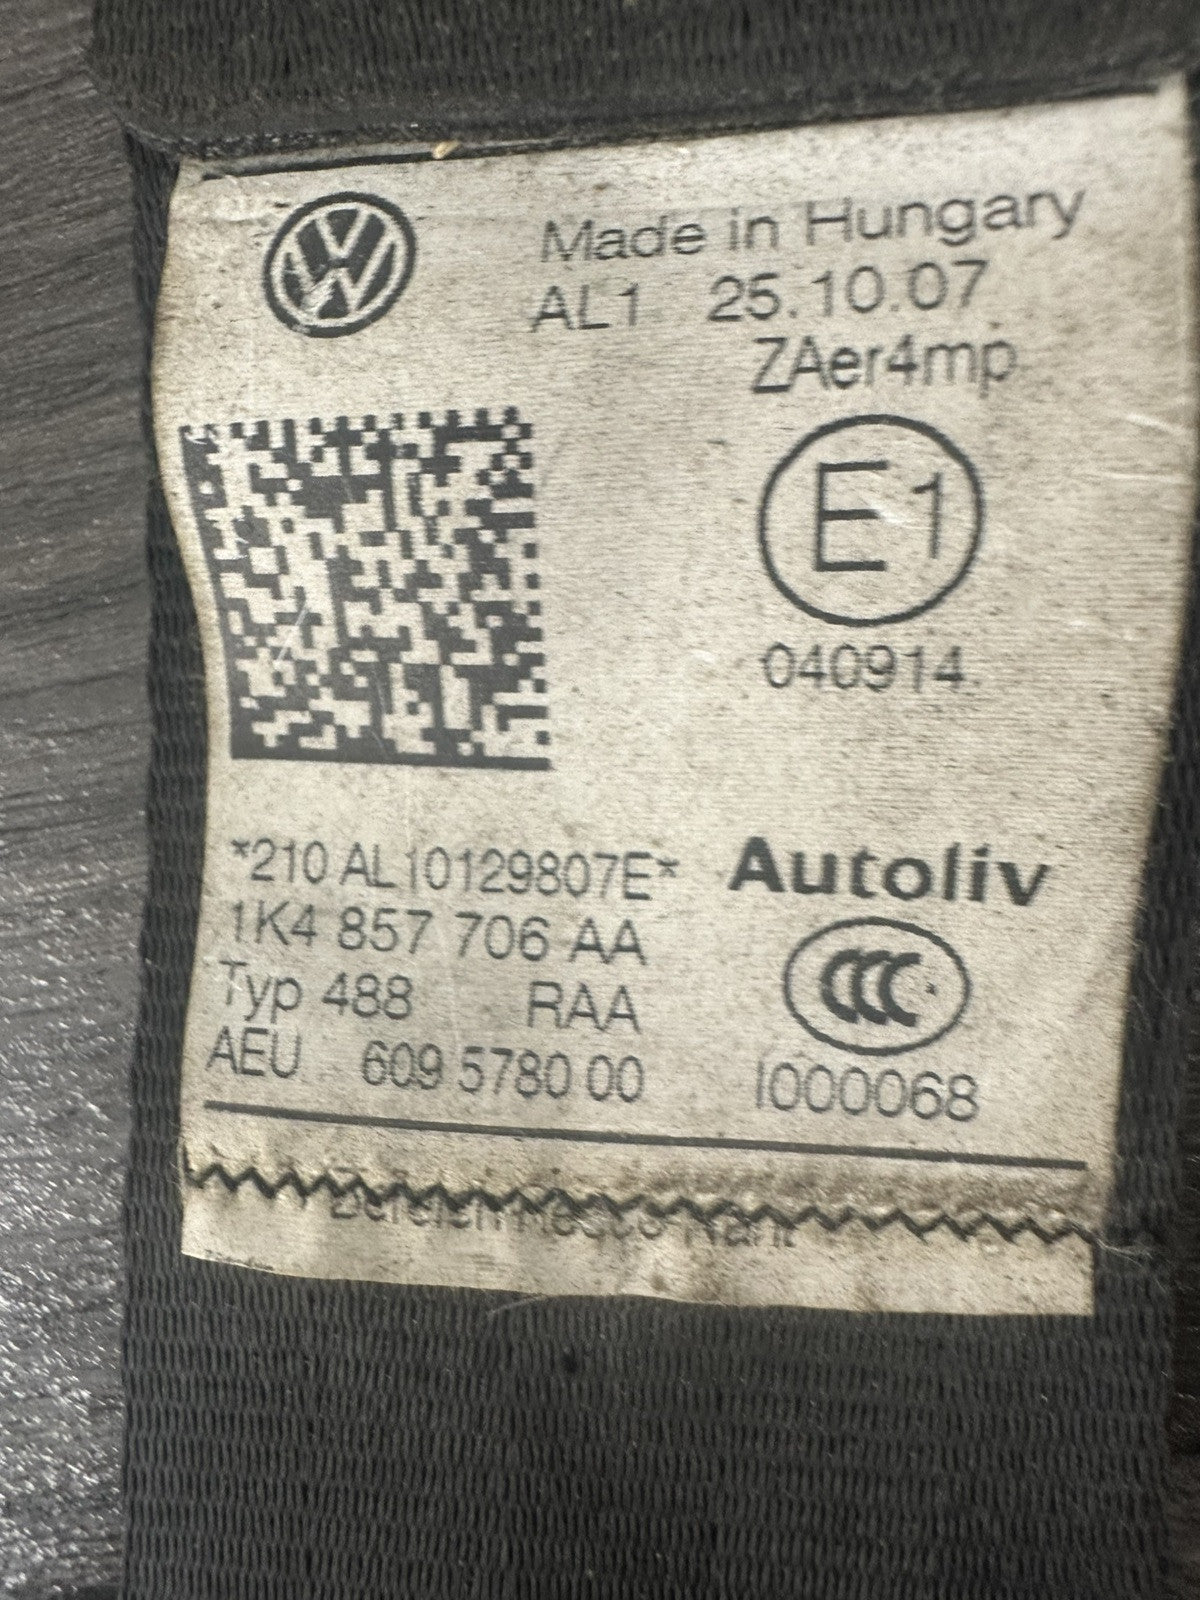 Made in Hungary
AL1 25.10.07
ZAer4mp
E1
040914
*210 AL10129807E*
Autoliv
1K4 857 706 AA
CCC
Typ 488 RAA
AEU 609 5780 00
I000068